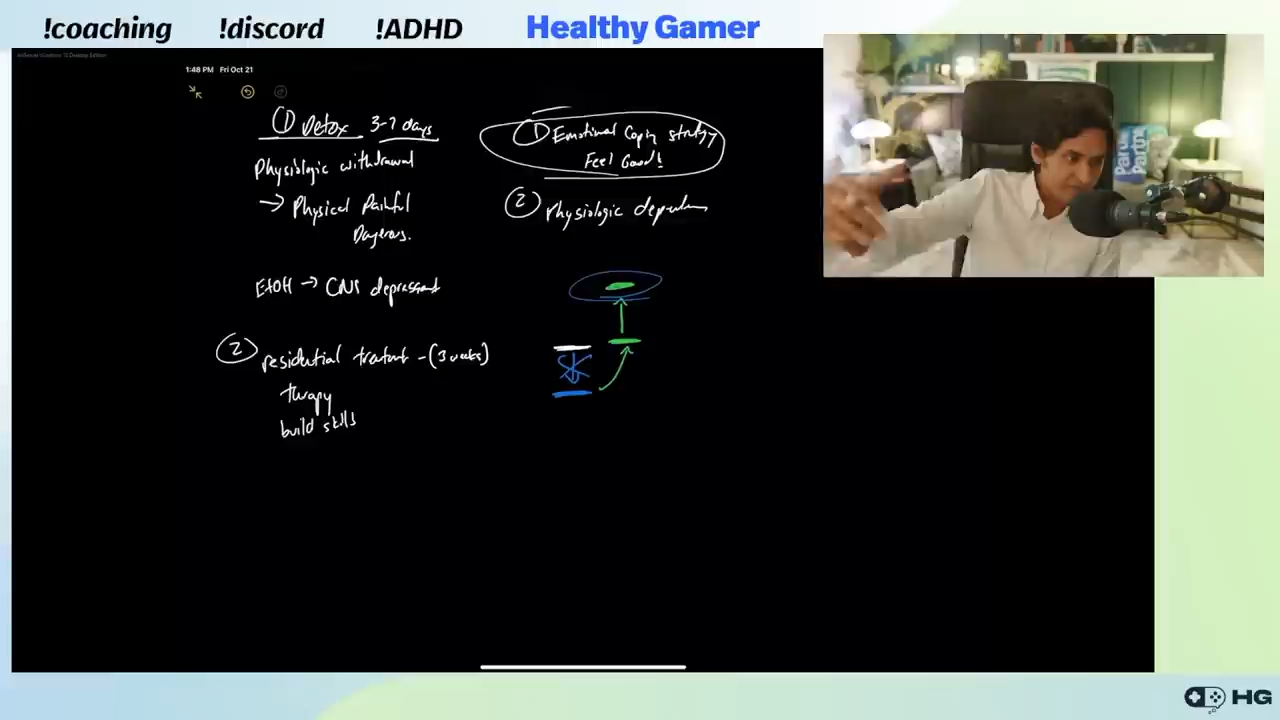 !coaching !discord !ADHD Healthy Gamer
1:48 PM Fri Oct 21
① Detox 3-7 days
Physiologic withdrawal
→ Physical Painful
Dangerous.
EtOH → CNS depressant
② residential treatment - (3 weeks)
therapy
build skills
① Emotional Coping strategy
Feel Good!
② physiologic
HG